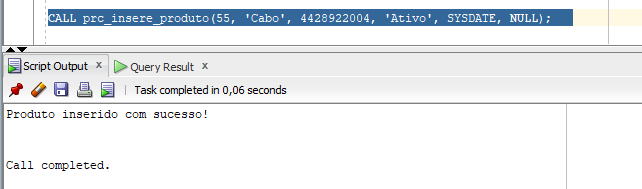 CALL prc_insere_produto(55, 'Cabo', 4428922004, 'Ativo', SYSDATE, NULL);
Script Output x Query Result x
Task completed in 0,06 seconds
Produto inserido com sucesso!
Call completed.